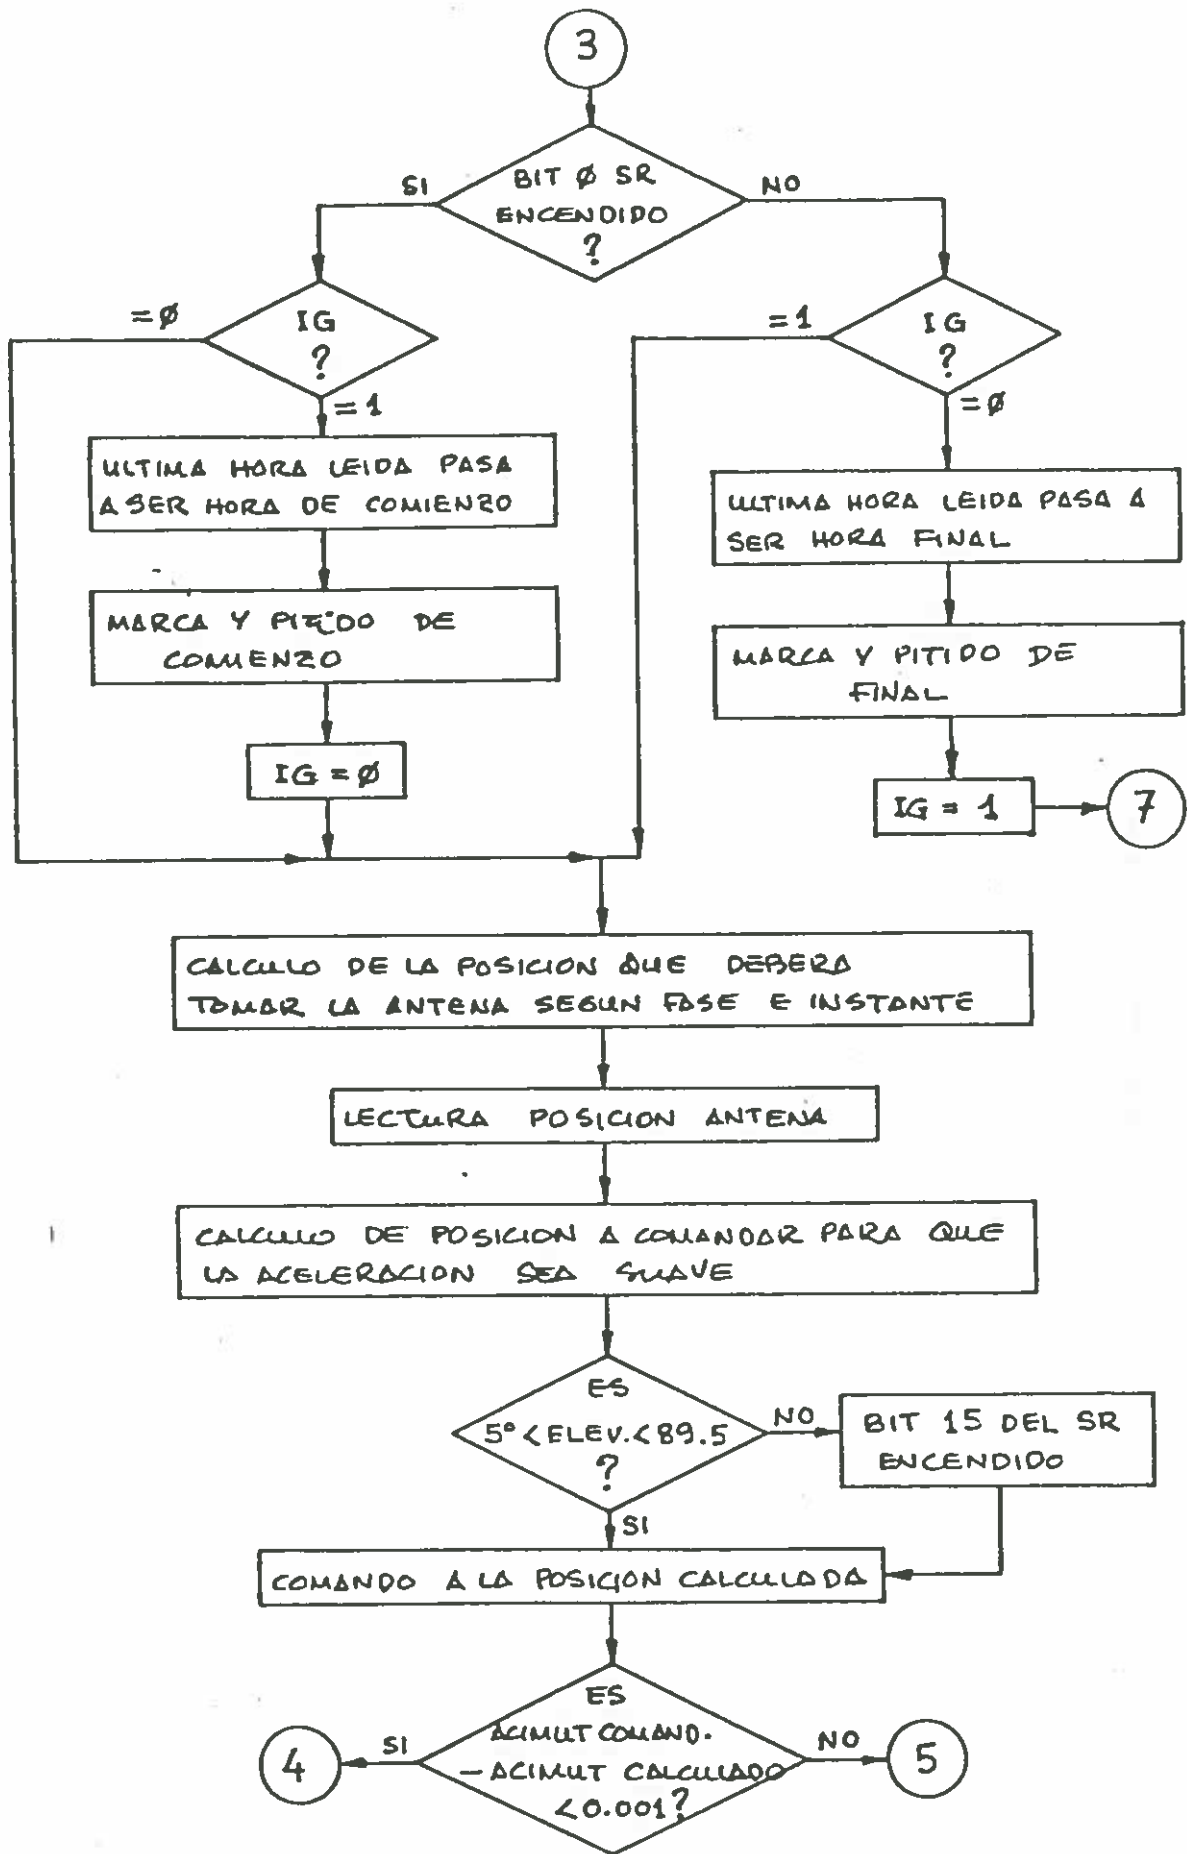 3
BIT Ø SR
ENCENDIDO
?
SI
NO
IG
?
=Ø
=1
IG
?
=1
=Ø
ULTIMA HORA LEIDA PASA
A SER HORA DE COMIENZO
ULTIMA HORA LEIDA PASA A
SER HORA FINAL
MARCA Y PITIDO DE
COMIENZO
MARCA Y PITIDO DE
FINAL
IG = Ø
IG = 1
7
CALCULO DE LA POSICION QUE DEBERA
TOMAR LA ANTENA SEGUN FASE E INSTANTE
LECTURA POSICION ANTENA
CALCULO DE POSICION A COMANDAR PARA QUE
LA ACELERACION SEA SUAVE
ES
5º < ELEV. < 89.5
?
NO
SI
BIT 15 DEL SR
ENCENDIDO
COMANDO A LA POSICION CALCULADA
ES
ACIMUT COMAND.
- ACIMUT CALCULADO
<0.001?
SI
NO
4
5